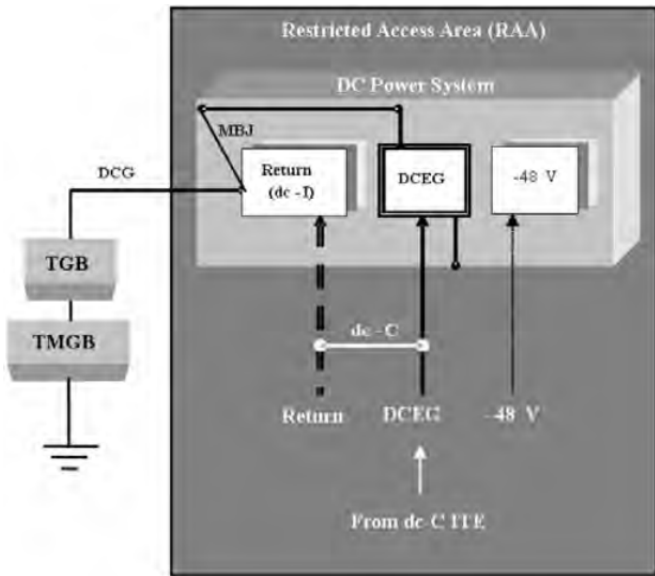 Restricted Access Area (RAA)
DC Power System
MBJ
DCG
Return
(dc - I)
DCEG
-48 V
TGB
TMGB
dc - C
Return
DCEG
-48 V
From dc-C ITE